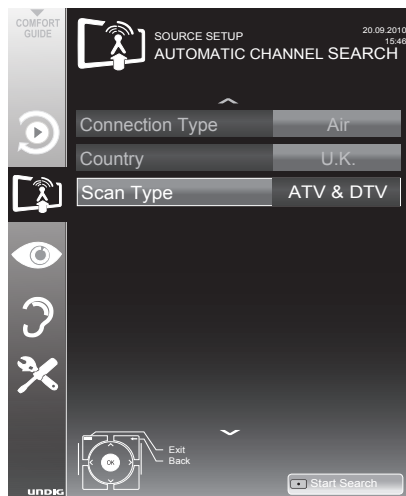 COMFORT
GUIDE
SOURCE SETUP
20.09.2010
15:46
AUTOMATIC CHANNEL SEARCH
Connection Type Air
Country U.K.
Scan Type ATV & DTV
OK
Exit
Back
Start Search
UNDIG